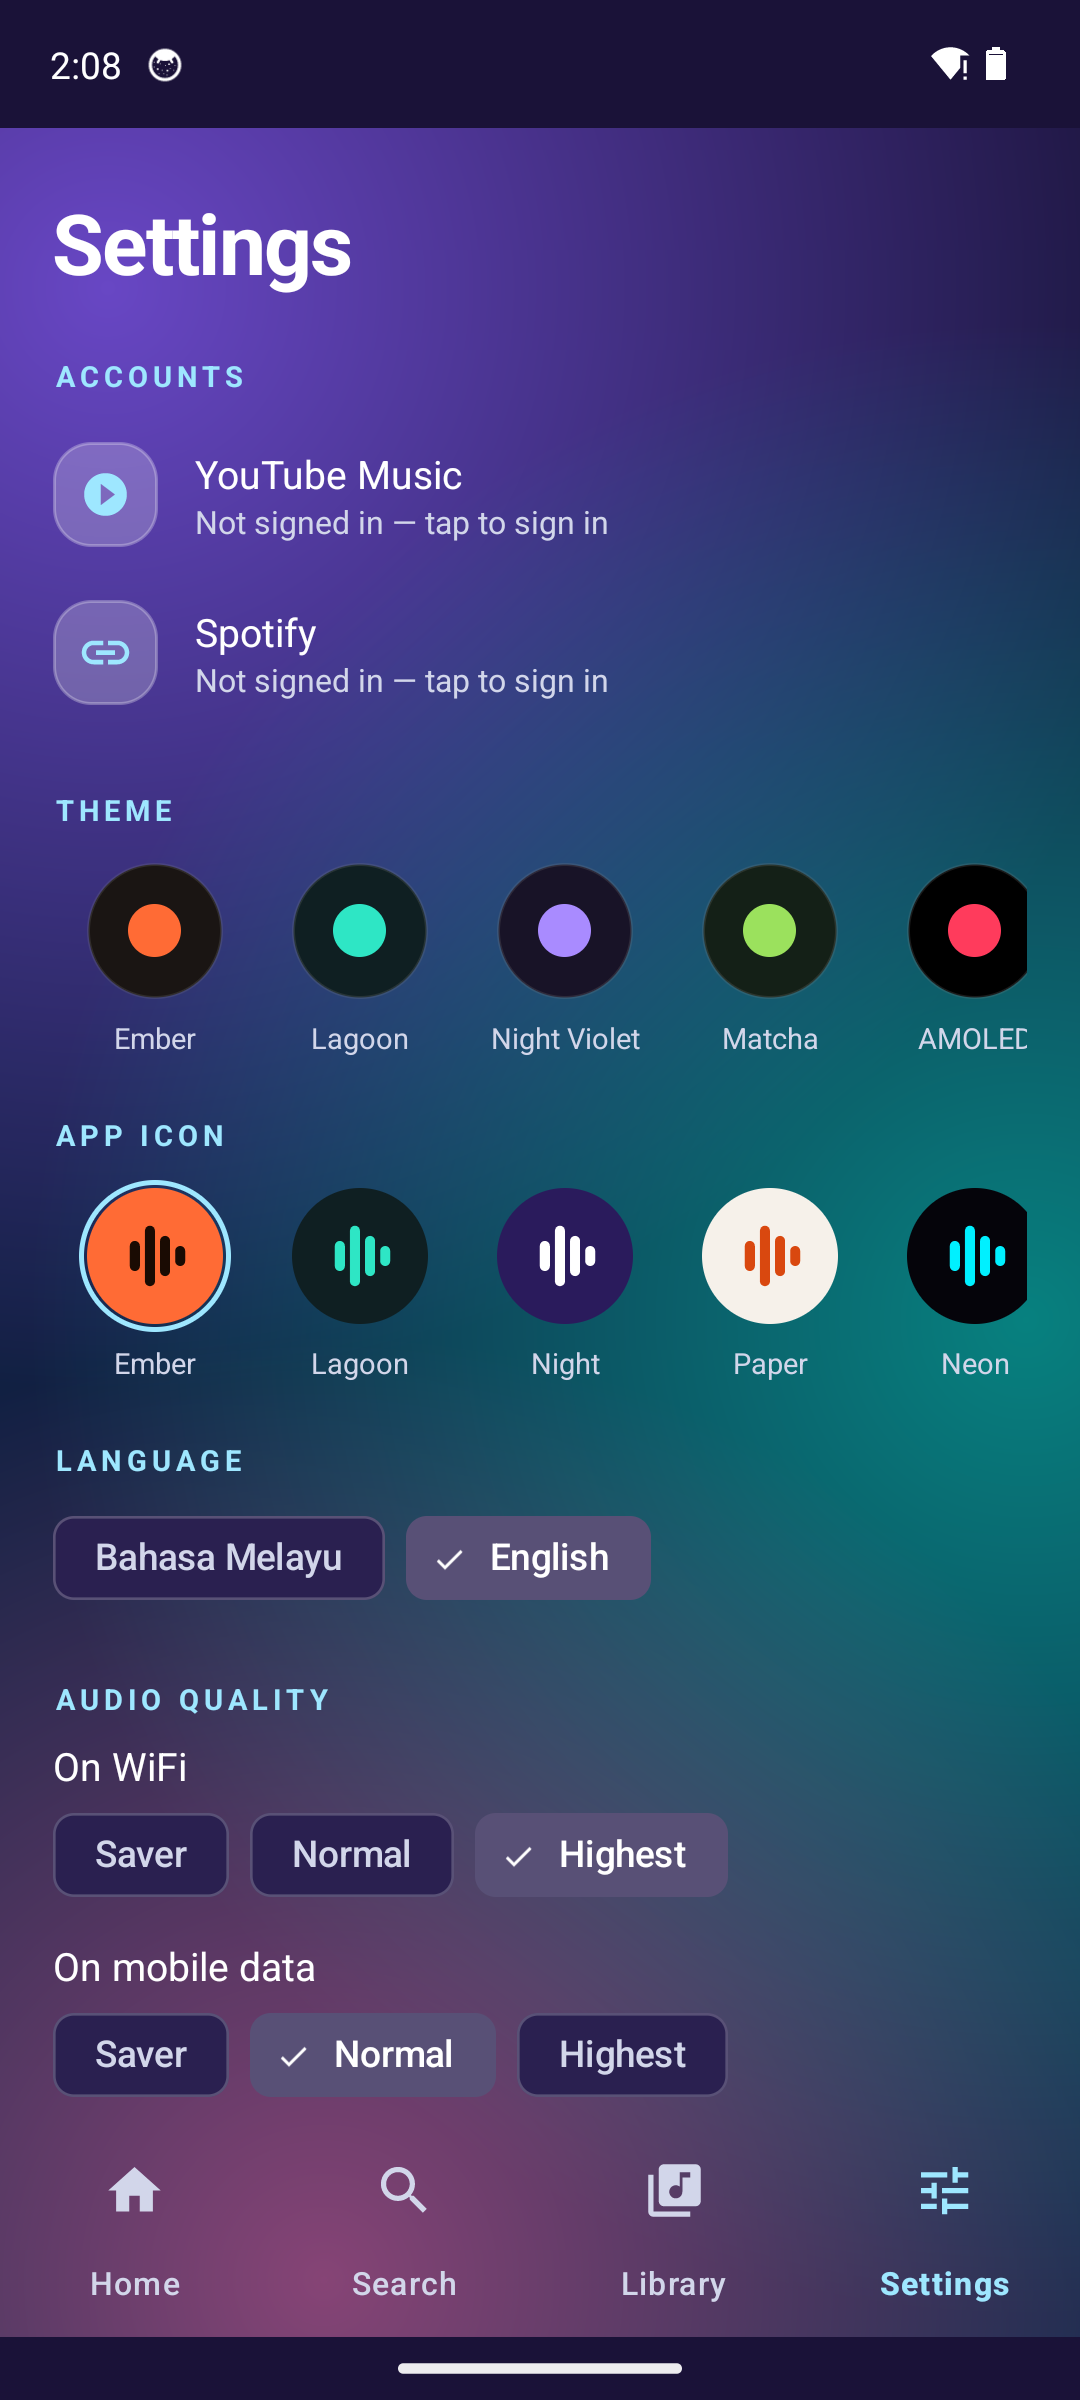 2:08
Settings
ACCOUNTS
YouTube Music
Not signed in — tap to sign in
Spotify
Not signed in — tap to sign in
THEME
Ember
Lagoon
Night Violet
Matcha
AMOLED
APP ICON
Ember
Lagoon
Night
Paper
Neon
LANGUAGE
Bahasa Melayu
English
AUDIO QUALITY
On WiFi
Saver
Normal
Highest
On mobile data
Saver
Normal
Highest
Home
Search
Library
Settings